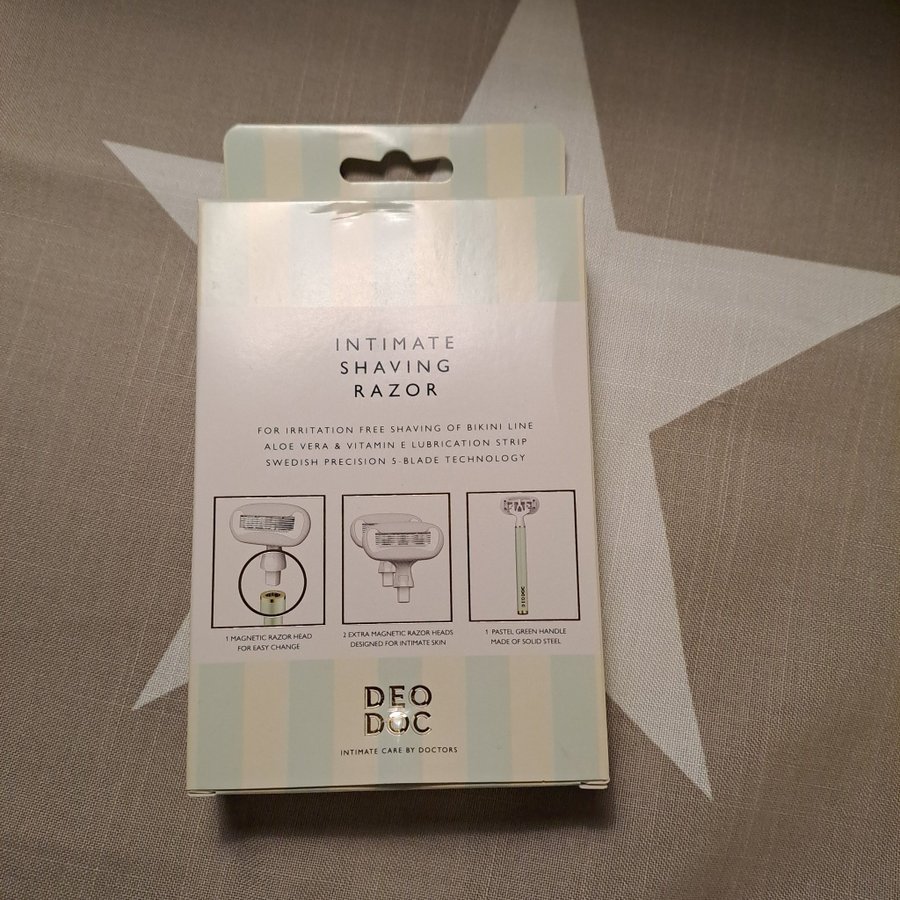 INTIMATE
SHAVING
RAZOR
FOR IRRITATION FREE SHAVING OF BIKINI LINE
ALOE VERA & VITAMIN E LUBRICATION STRIP
SWEDISH PRECISION 5-BLADE TECHNOLOGY
DEODOC
1 MAGNETIC RAZOR HEAD
FOR EASY CHANGE
2 EXTRA MAGNETIC RAZOR HEADS
DESIGNED FOR INTIMATE SKIN
1 PASTEL GREEN HANDLE
MADE OF SOLID STEEL
DEO
DOC
INTIMATE CARE BY DOCTORS